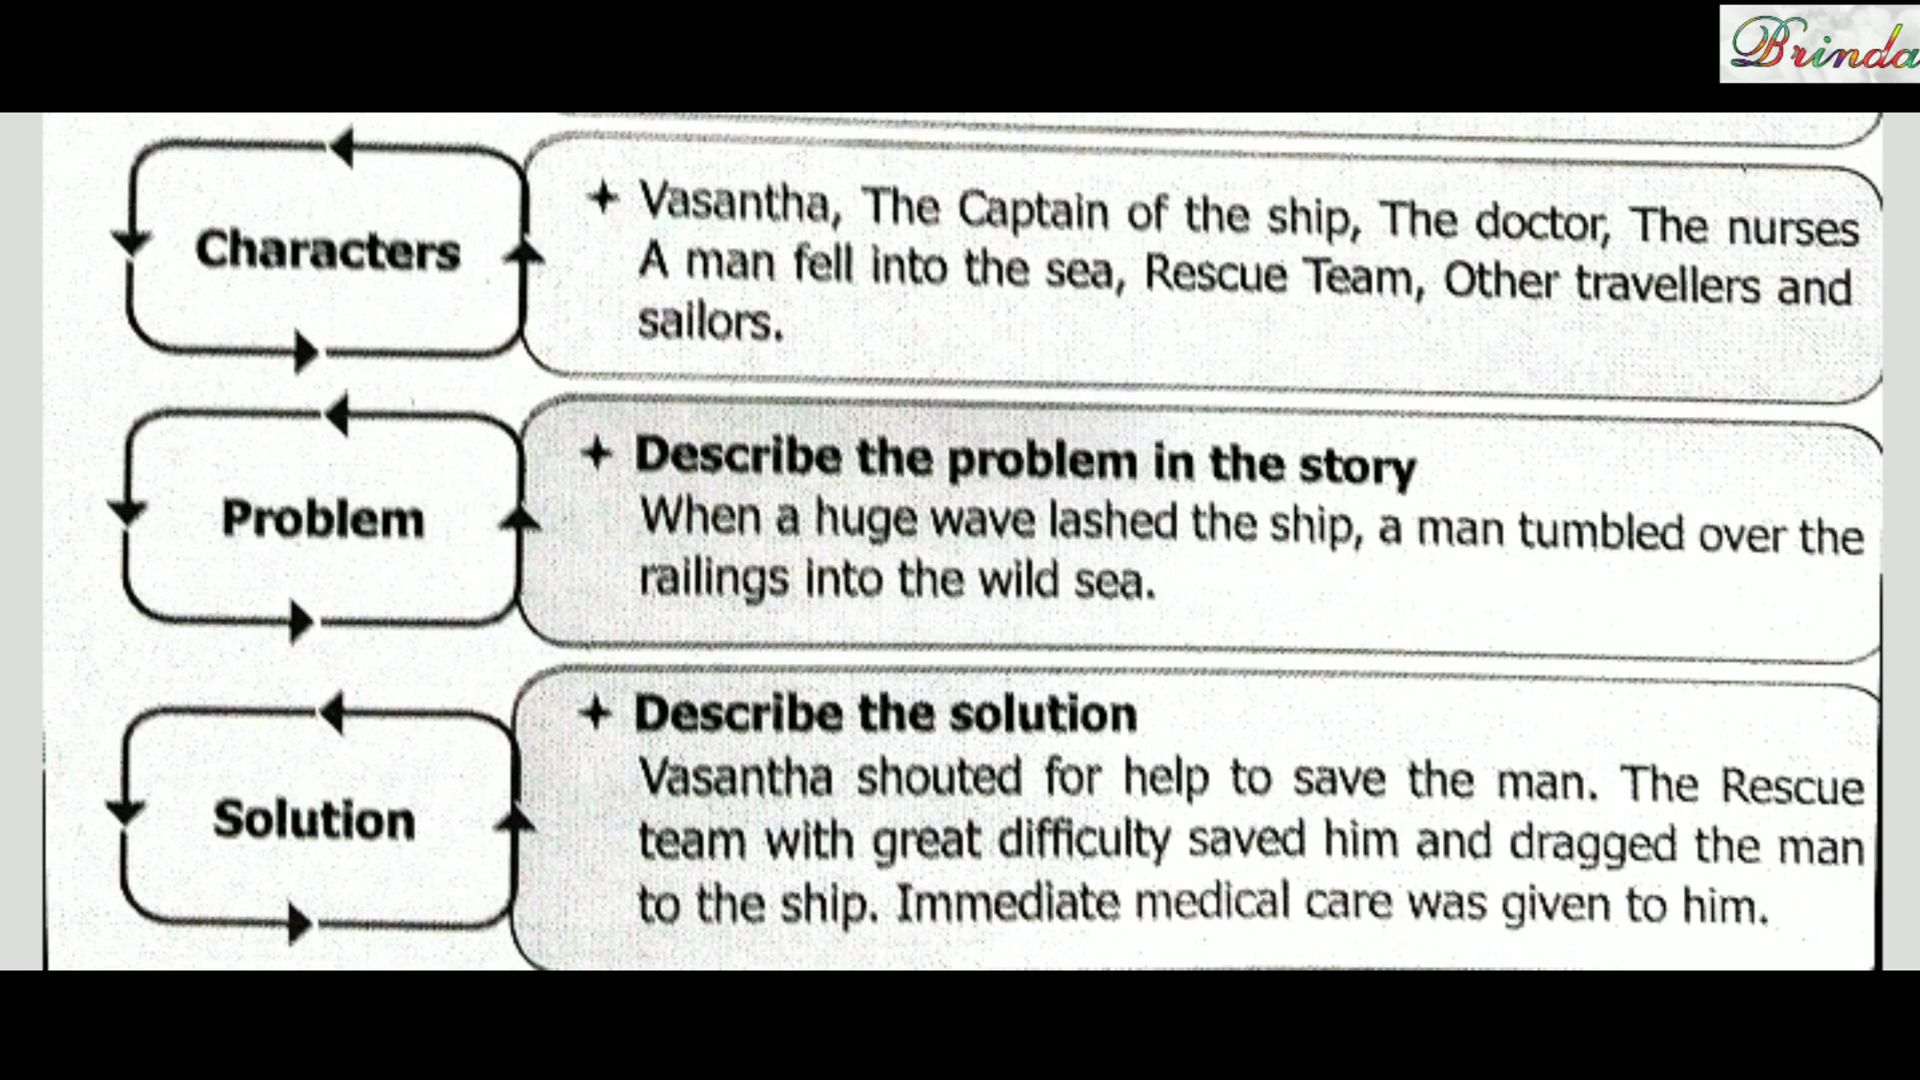 Brinda
Characters
Vasantha, The Captain of the ship, The doctor, The nurses
A man fell into the sea, Rescue Team, Other travellers and
sailors.
Problem
Describe the problem in the story
When a huge wave lashed the ship, a man tumbled over the
railings into the wild sea.
Solution
Describe the solution
Vasantha shouted for help to save the man. The Rescue
team with great difficulty saved him and dragged the man
to the ship. Immediate medical care was given to him.